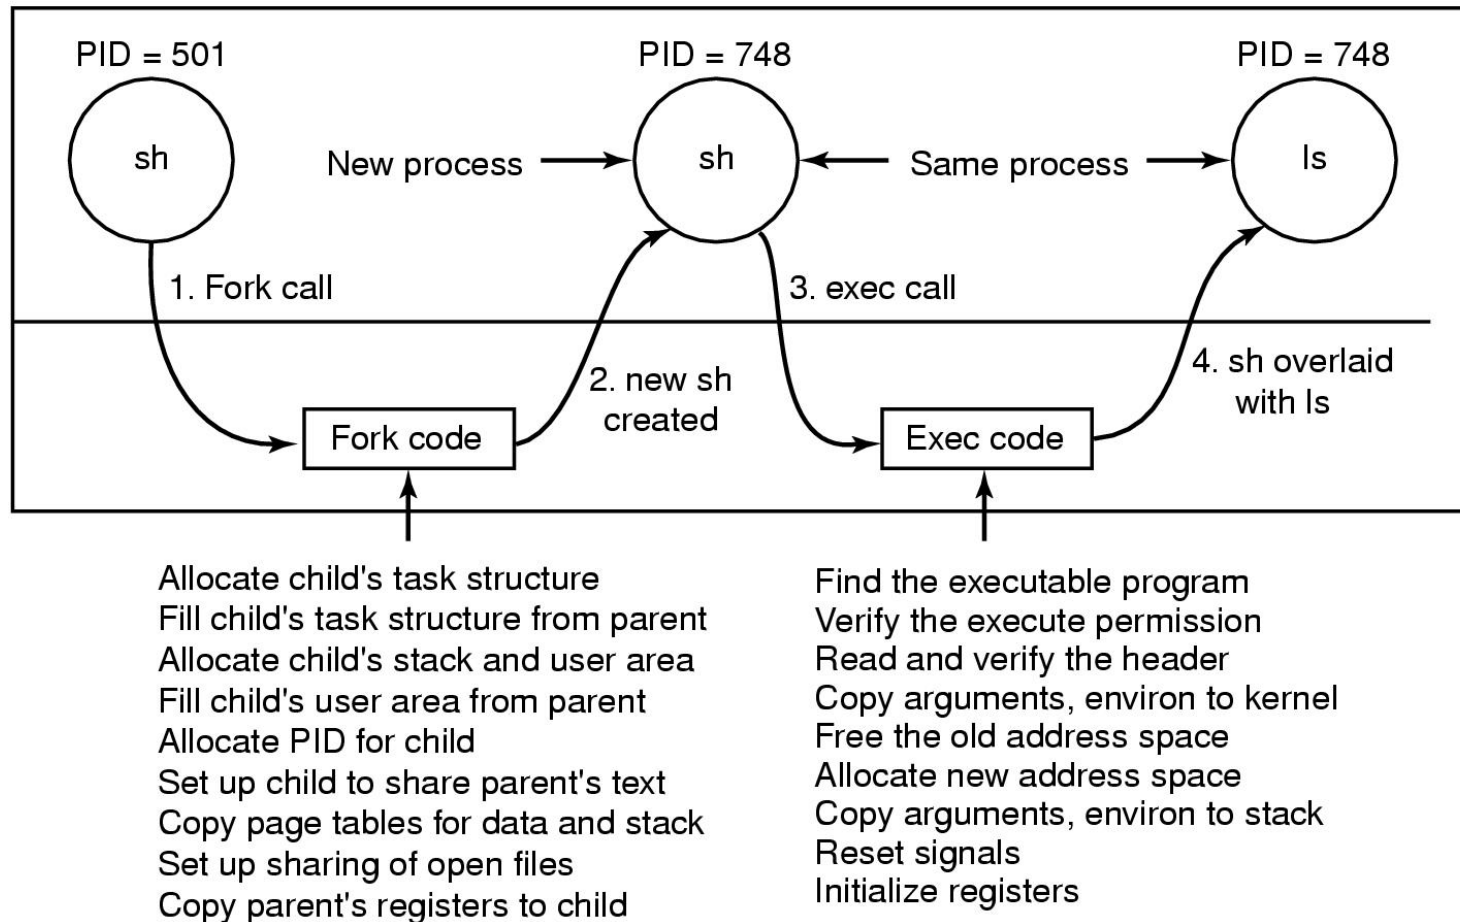 PID = 501
PID = 748
PID = 748
sh
New process
sh
Same process
ls
1. Fork call
3. exec call
2. new sh
created
4. sh overlaid
with ls
Fork code
Exec code
Allocate child's task structure
Fill child's task structure from parent
Allocate child's stack and user area
Fill child's user area from parent
Allocate PID for child
Set up child to share parent's text
Copy page tables for data and stack
Set up sharing of open files
Copy parent's registers to child
Find the executable program
Verify the execute permission
Read and verify the header
Copy arguments, environ to kernel
Free the old address space
Allocate new address space
Copy arguments, environ to stack
Reset signals
Initialize registers